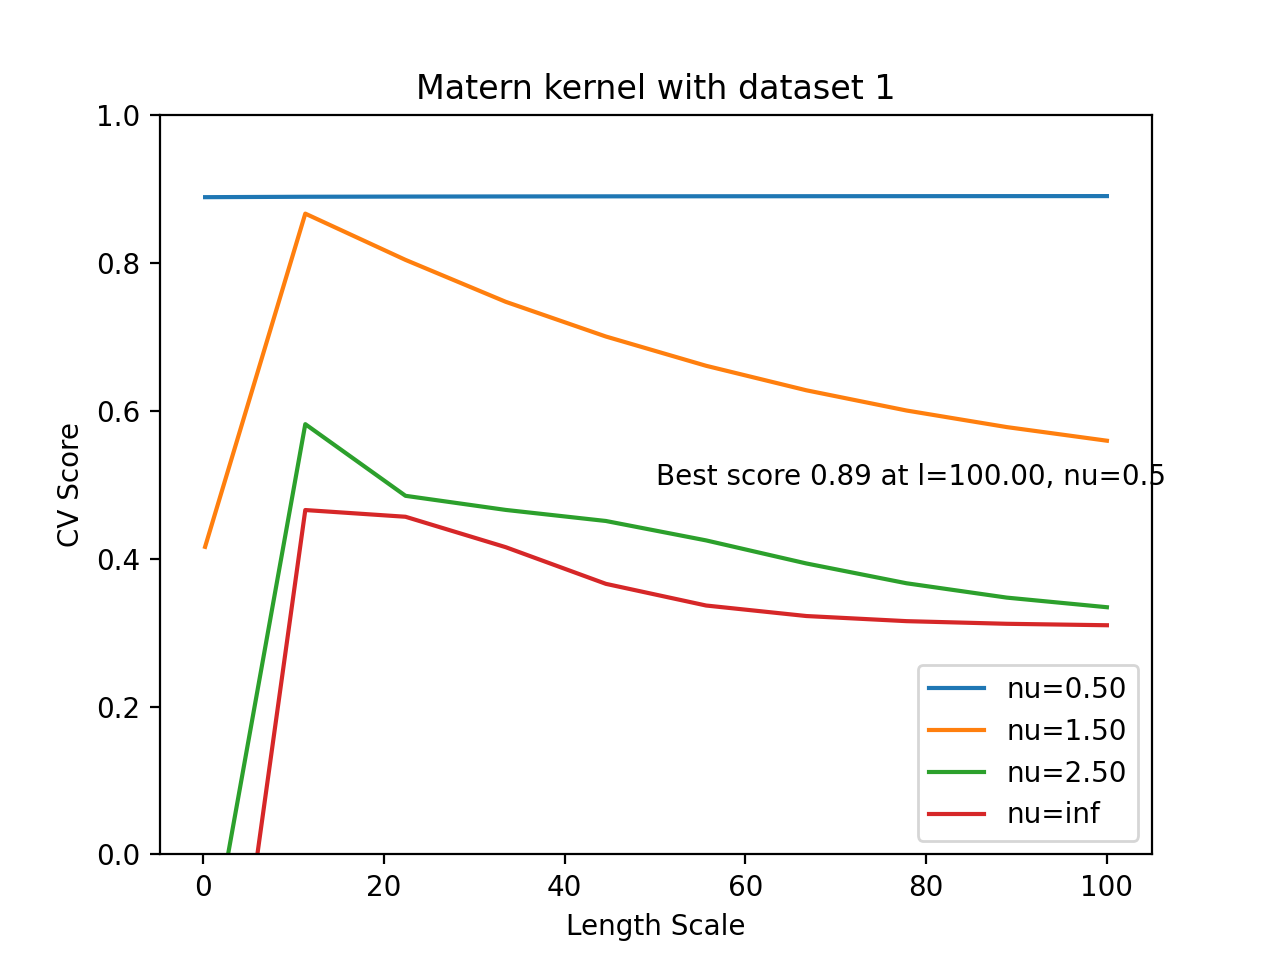 Matern kernel with dataset 1
1.0
0.8
0.6
0.4
0.2
0.0
CV Score
Best score 0.89 at l=100.00, nu=0.5
nu=0.50
nu=1.50
nu=2.50
nu=inf
0 20 40 60 80 100
Length Scale